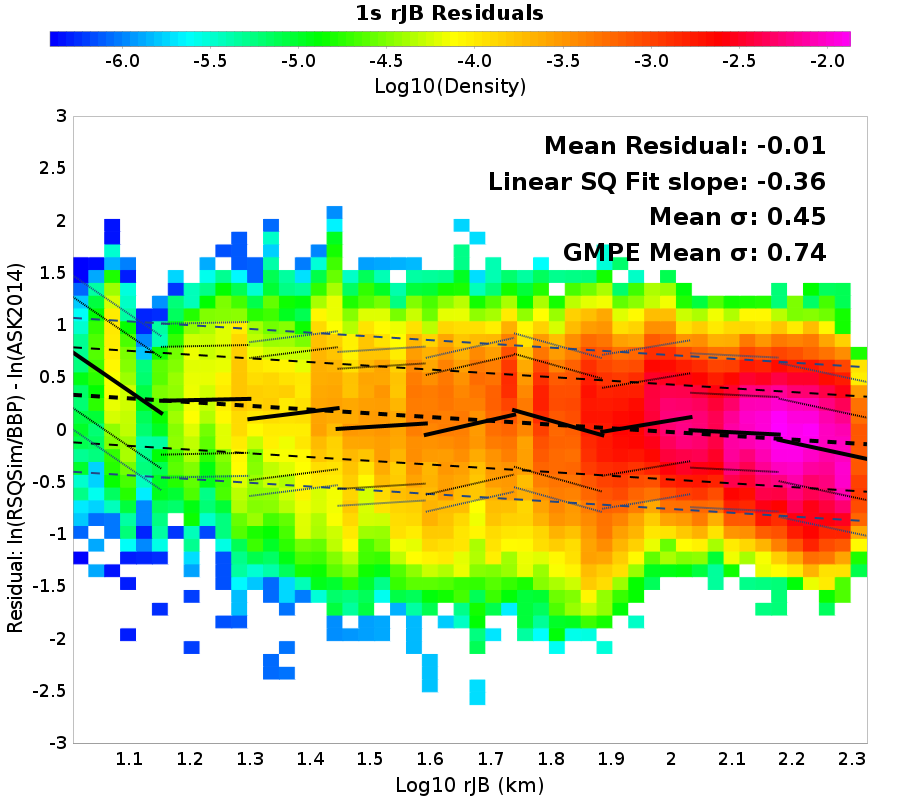 1s rJB Residuals
-6.0 -5.5 -5.0 -4.5 -4.0 -3.5 -3.0 -2.5 -2.0
Log10(Density)
Mean Residual: -0.01
Linear SQ Fit slope: -0.36
Mean σ: 0.45
GMPE Mean σ: 0.74
Residual: ln(RSQSim/BBP) - ln(ASK2014)
3
2.5
2
1.5
1
0.5
0
-0.5
-1
-1.5
-2
-2.5
-3
1.1 1.2 1.3 1.4 1.5 1.6 1.7 1.8 1.9 2 2.1 2.2 2.3
Log10 rJB (km)